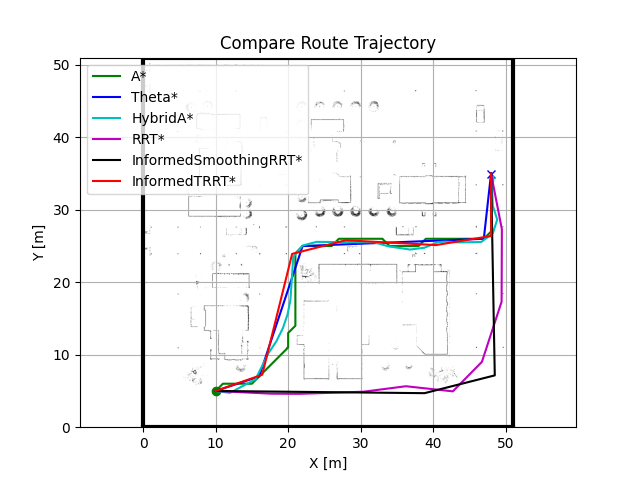 Compare Route Trajectory
A*
Theta*
HybridA*
RRT*
InformedSmoothingRRT*
InformedTRRT*
50
40
30
20
10
0
Y [m]
0 10 20 30 40 50
X [m]